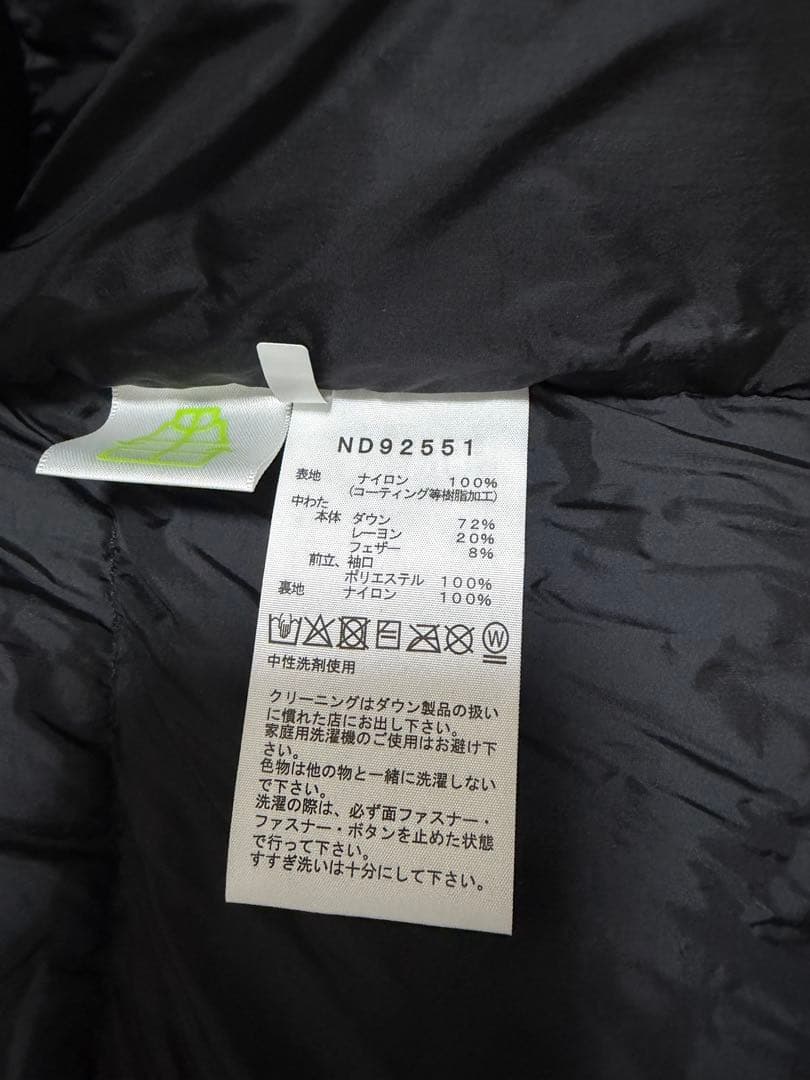 ND92551
表地 ナイロン 100%
(コーティング等樹脂加工)
中わた
本体 ダウン 72%
レーヨン 20%
フェザー 8%
前立、袖口
ポリエステル 100%
裏地 ナイロン 100%
W
中性洗剤使用
クリーニングはダウン製品の扱い
に慣れた店にお出し下さい。
家庭用洗濯機のご使用はお避け下
さい。
色物は他の物と一緒に洗濯しない
で下さい。
洗濯の際は、必ず面ファスナー・
ファスナー・ボタンを止めた状態
で行って下さい。
すすぎ洗いは十分にして下さい。